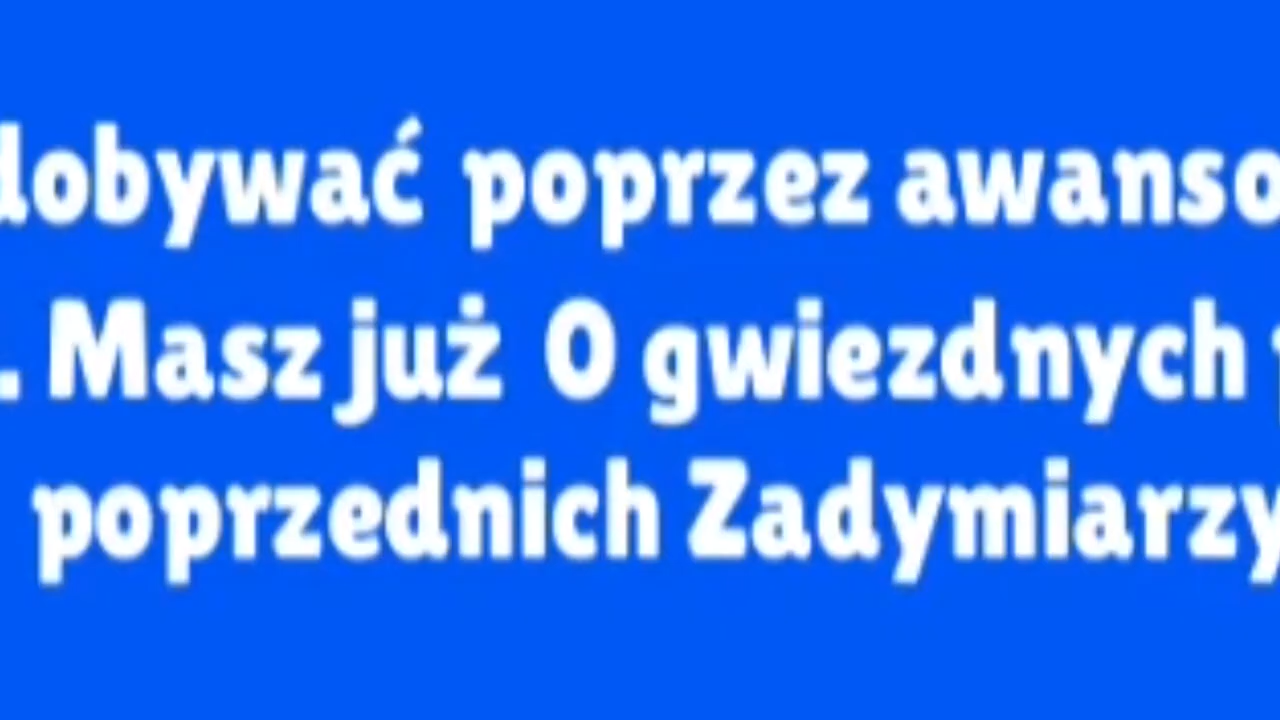 dobywać poprzez awanso
. Masz już 0 gwiezdnych
poprzednich Zadymiarzy